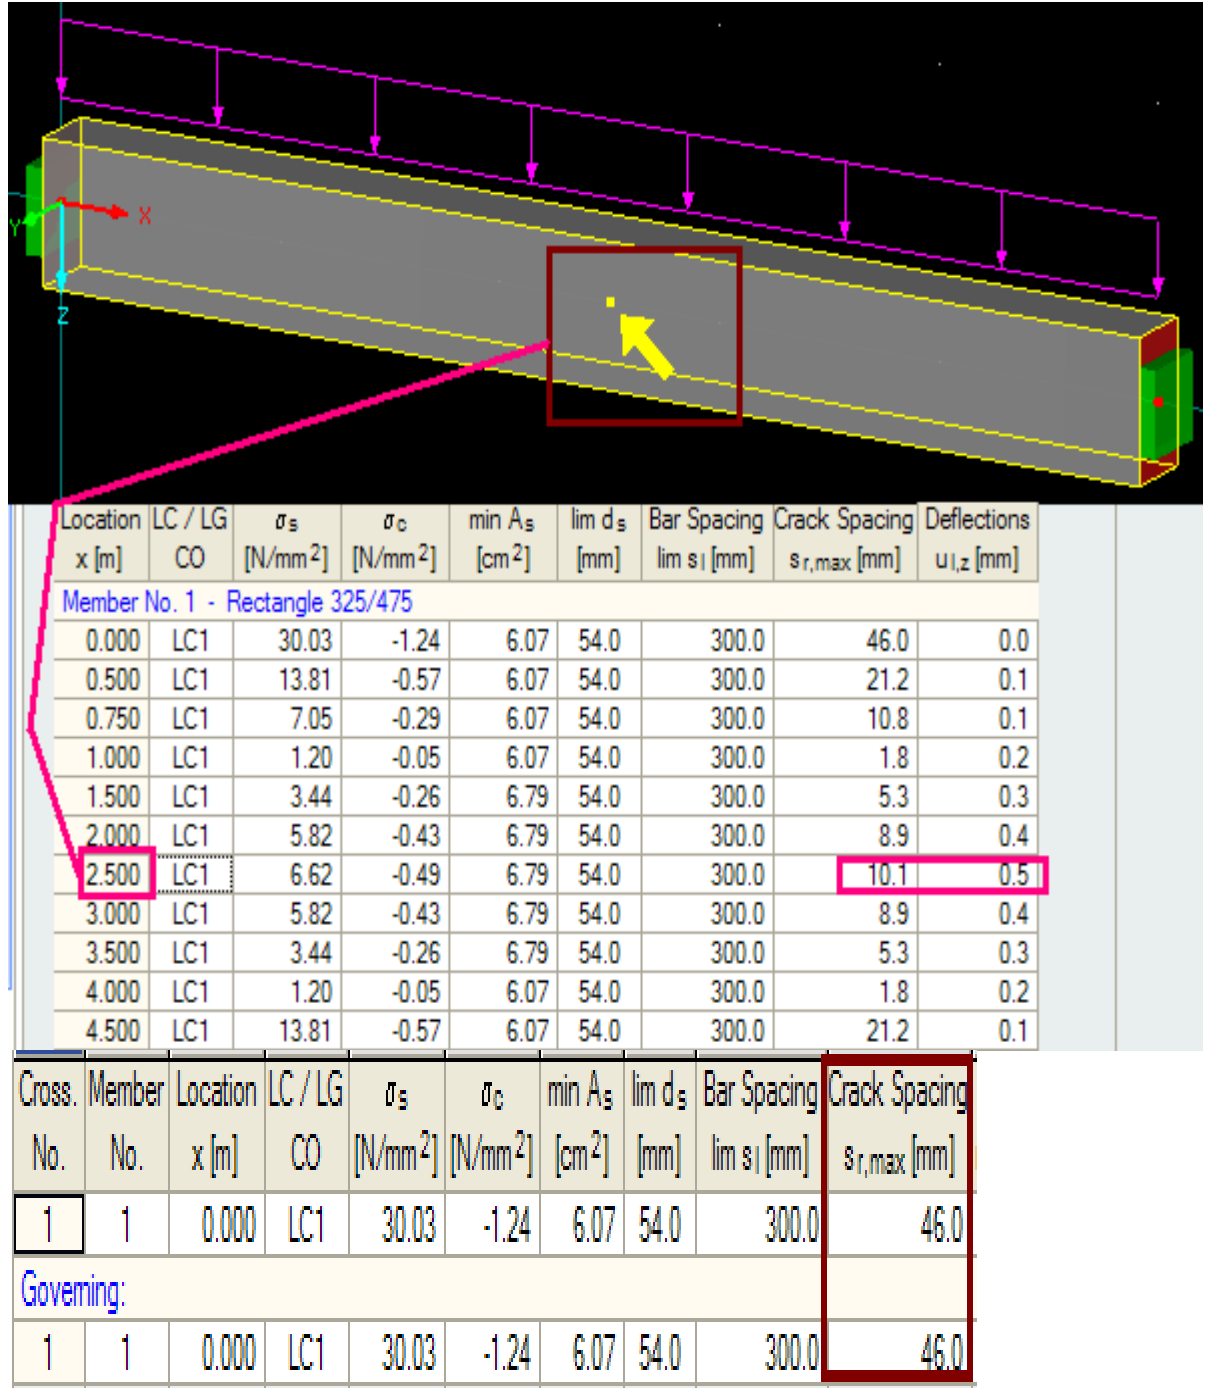 X
Y
Z
Location LC / LG σs σc min As lim ds Bar Spacing Crack Spacing Deflections
x [m] CO [N/mm²] [N/mm²] [cm²] [mm] lim sl [mm] sr,max [mm] ul,z [mm]
Member No. 1 - Rectangle 325/475
0.000 LC1 30.03 -1.24 6.07 54.0 300.0 46.0 0.0
0.500 LC1 13.81 -0.57 6.07 54.0 300.0 21.2 0.1
0.750 LC1 7.05 -0.29 6.07 54.0 300.0 10.8 0.1
1.000 LC1 1.20 -0.05 6.07 54.0 300.0 1.8 0.2
1.500 LC1 3.44 -0.26 6.79 54.0 300.0 5.3 0.3
2.000 LC1 5.82 -0.43 6.79 54.0 300.0 8.9 0.4
2.500 LC1 6.62 -0.49 6.79 54.0 300.0 10.1 0.5
3.000 LC1 5.82 -0.43 6.79 54.0 300.0 8.9 0.4
3.500 LC1 3.44 -0.26 6.79 54.0 300.0 5.3 0.3
4.000 LC1 1.20 -0.05 6.07 54.0 300.0 1.8 0.2
4.500 LC1 13.81 -0.57 6.07 54.0 300.0 21.2 0.1
Cross. Member Location LC / LG σs σc min As lim ds Bar Spacing Crack Spacing
No. No. x [m] CO [N/mm²] [N/mm²] [cm²] [mm] lim sl [mm] sr,max [mm]
1 1 0.000 LC1 30.03 -1.24 6.07 54.0 300.0 46.0
Governing:
1 1 0.000 LC1 30.03 -1.24 6.07 54.0 300.0 46.0